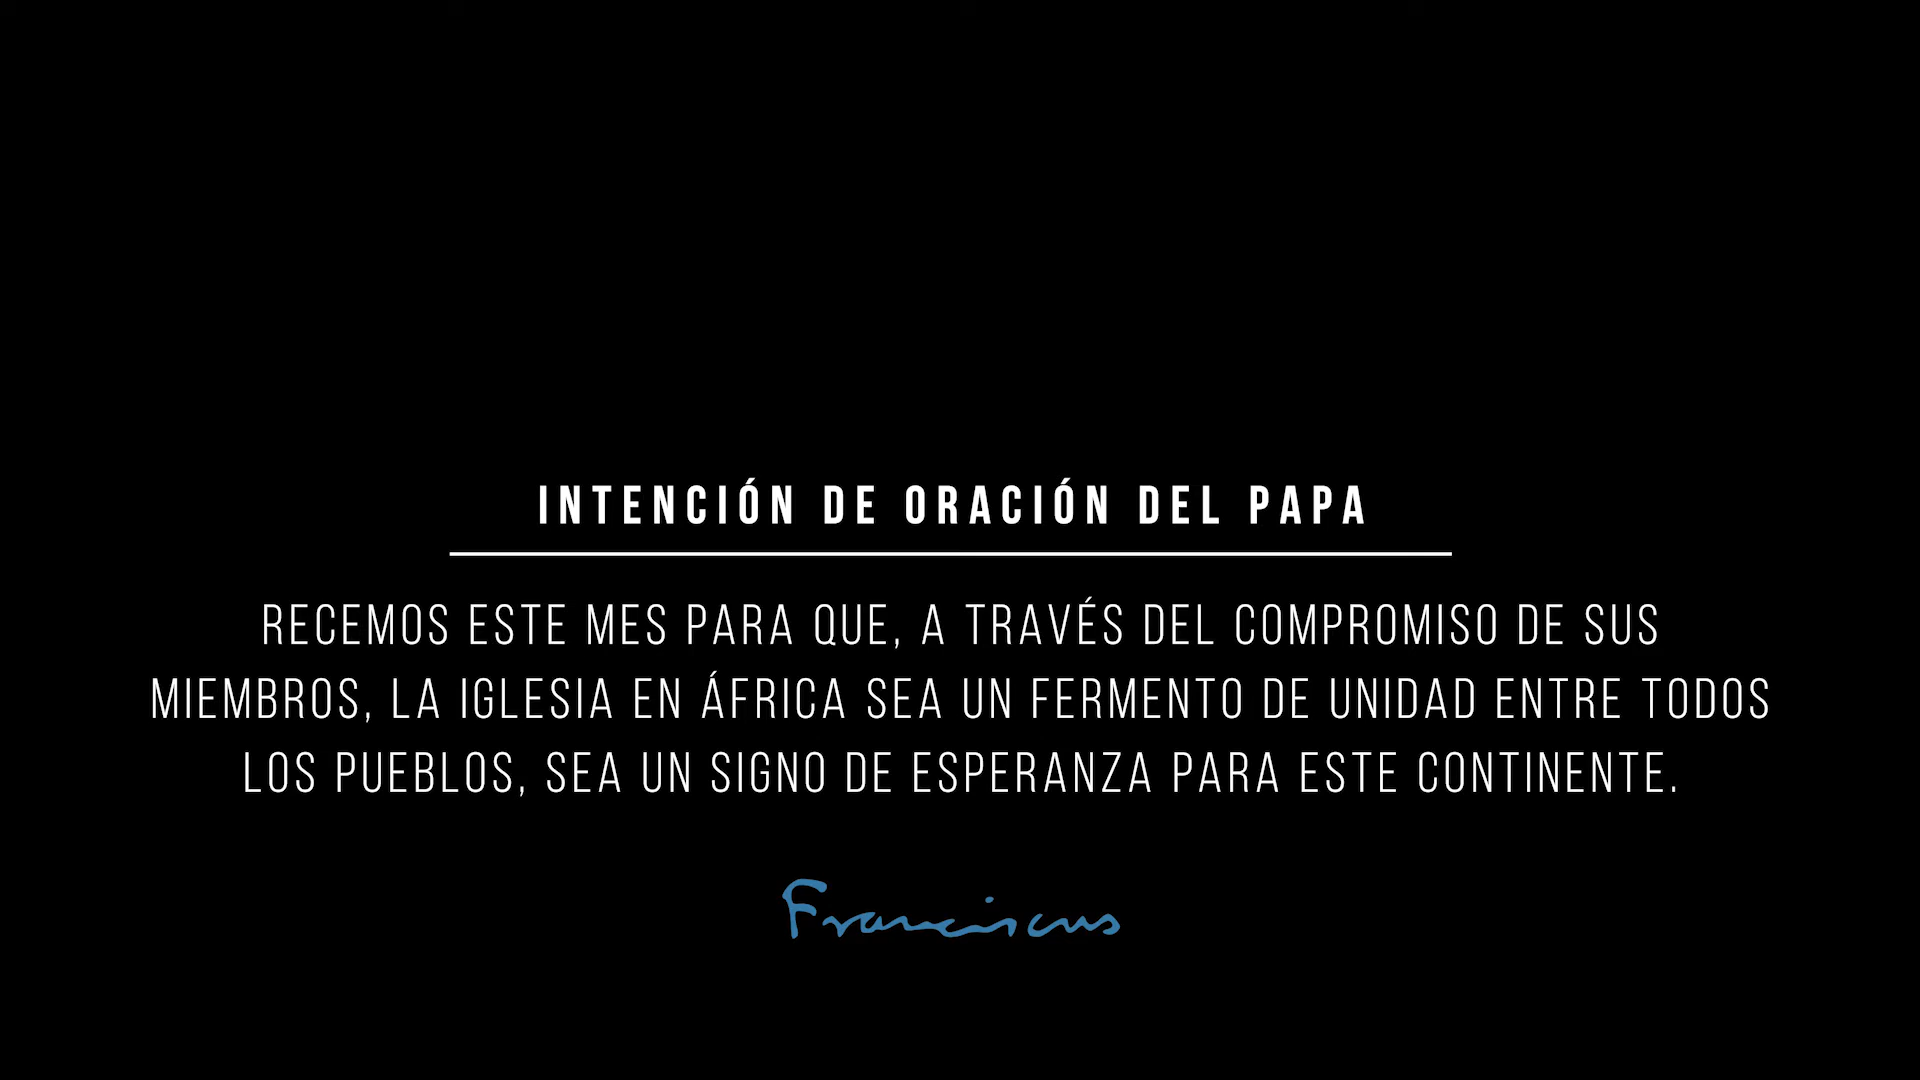 INTENCIÓN DE ORACIÓN DEL PAPA
RECEMOS ESTE MES PARA QUE, A TRAVÉS DEL COMPROMISO DE SUS
MIEMBROS, LA IGLESIA EN ÁFRICA SEA UN FERMENTO DE UNIDAD ENTRE TODOS
LOS PUEBLOS, SEA UN SIGNO DE ESPERANZA PARA ESTE CONTINENTE.
Franciscus